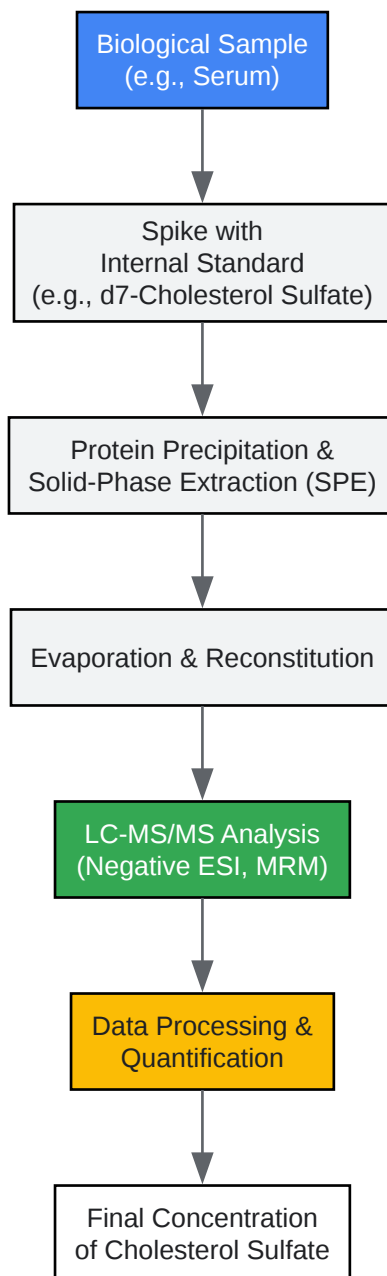 Biological Sample
(e.g., Serum)
Spike with
Internal Standard
(e.g., d7-Cholesterol Sulfate)
Protein Precipitation &
Solid-Phase Extraction (SPE)
Evaporation & Reconstitution
LC-MS/MS Analysis
(Negative ESI, MRM)
Data Processing &
Quantification
Final Concentration
of Cholesterol Sulfate